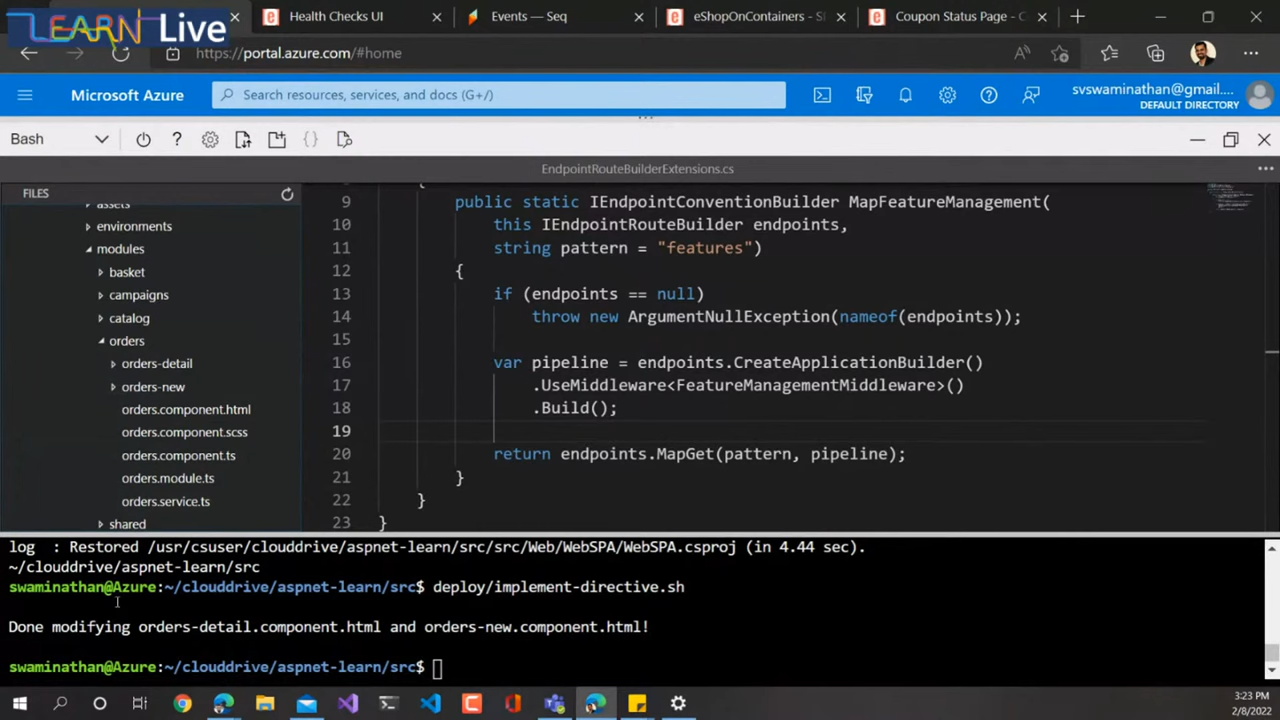 LEARN Live
Health Checks UI
Events — Seq
eShopOnContainers - S
Coupon Status Page - C
https://portal.azure.com/#home
Microsoft Azure
Search resources, services, and docs (G+/)
svswaminathan@gmail....
DEFAULT DIRECTORY
Bash
EndpointRouteBuilderExtensions.cs
FILES
assets
environments
modules
basket
campaigns
catalog
orders
orders-detail
orders-new
orders.component.html
orders.component.scss
orders.component.ts
orders.module.ts
orders.service.ts
shared
{
9 public static IEndpointConventionBuilder MapFeatureManagement(
10 this IEndpointRouteBuilder endpoints,
11 string pattern = "features")
12 {
13 if (endpoints == null)
14 throw new ArgumentNullException(nameof(endpoints));
15
16 var pipeline = endpoints.CreateApplicationBuilder()
17 .UseMiddleware<FeatureManagementMiddleware>()
18 .Build();
19
20 return endpoints.MapGet(pattern, pipeline);
21 }
22 }
23 }
log : Restored /usr/csuser/clouddrive/aspnet-learn/src/src/Web/WebSPA/WebSPA.csproj (in 4.44 sec).
~/clouddrive/aspnet-learn/src
swaminathan@Azure:~/clouddrive/aspnet-learn/src$ deploy/implement-directive.sh
Done modifying orders-detail.component.html and orders-new.component.html!
swaminathan@Azure:~/clouddrive/aspnet-learn/src$
3:23 PM
2/8/2022